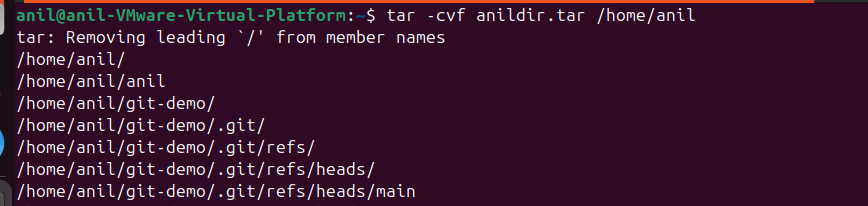 anil@anil-VMware-Virtual-Platform:~$ tar -cvf anildir.tar /home/anil
tar: Removing leading `/' from member names
/home/anil/
/home/anil/anil
/home/anil/git-demo/
/home/anil/git-demo/.git/
/home/anil/git-demo/.git/refs/
/home/anil/git-demo/.git/refs/heads/
/home/anil/git-demo/.git/refs/heads/main